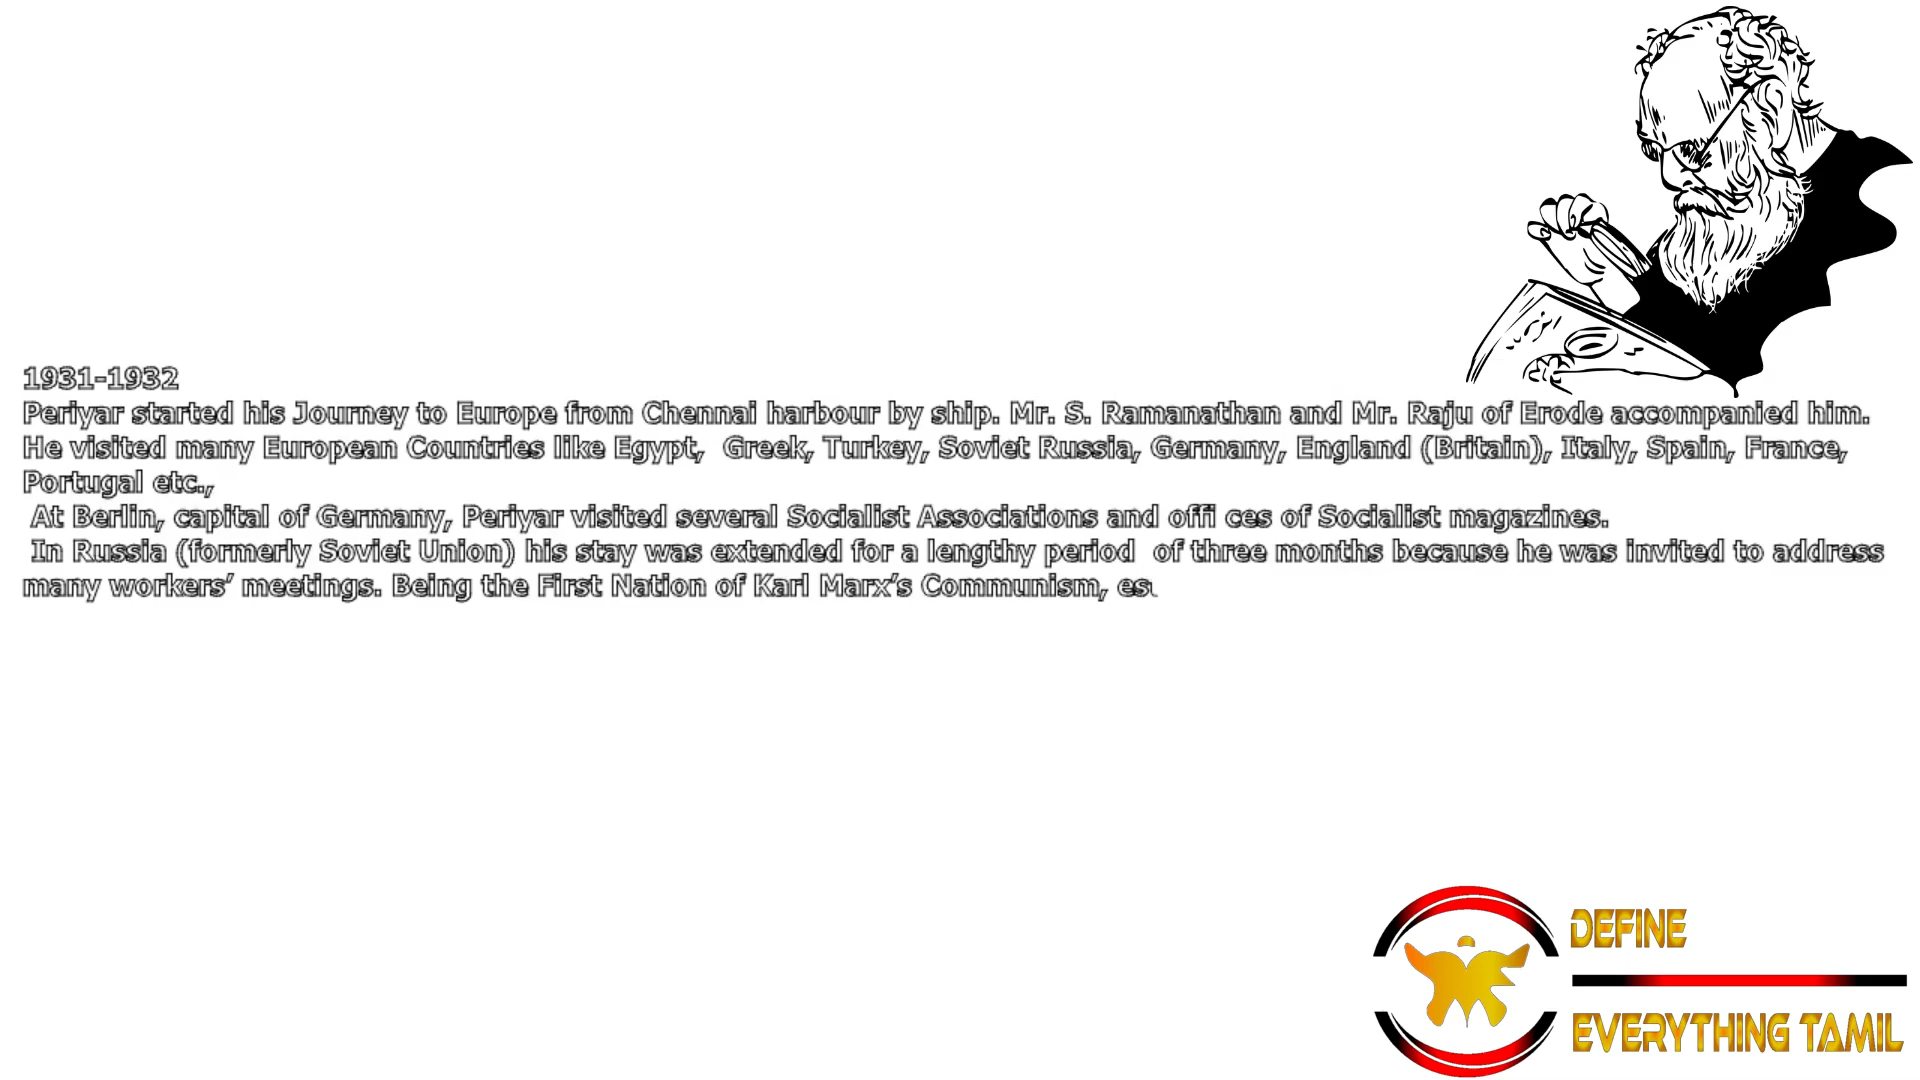 1931-1932
Periyar started his Journey to Europe from Chennai harbour by ship. Mr. S. Ramanathan and Mr. Raju of Erode accompanied him.
He visited many European Countries like Egypt,  Greek, Turkey, Soviet Russia, Germany, England (Britain), Italy, Spain, France,
Portugal etc.,
At Berlin, capital of Germany, Periyar visited several Socialist Associations and offi ces of Socialist magazines.
In Russia (formerly Soviet Union) his stay was extended for a lengthy period  of three months because he was invited to address
many workers’ meetings. Being the First Nation of Karl Marx’s Communism,
DEFINE
EVERYTHING TAMIL